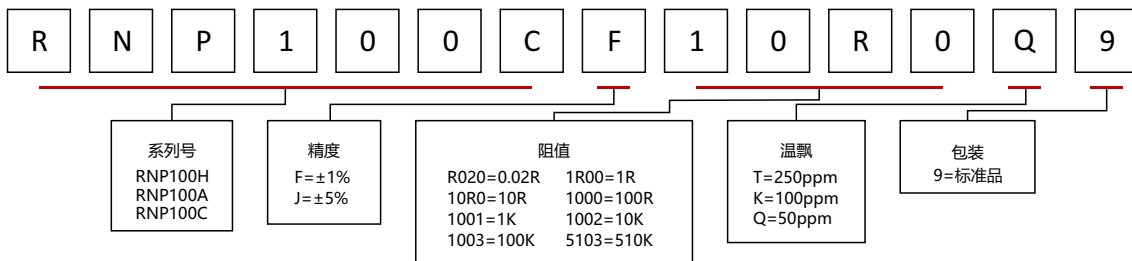 R N P 1 0 0 C F 1 0 R 0 Q 9
系列号
RNP100H
RNP100A
RNP100C
精度
F=±1%
J=±5%
阻值
R020=0.02R 1R00=1R
10R0=10R 1000=100R
1001=1K 1002=10K
1003=100K 5103=510K
温飘
T=250ppm
K=100ppm
Q=50ppm
包装
9=标准品